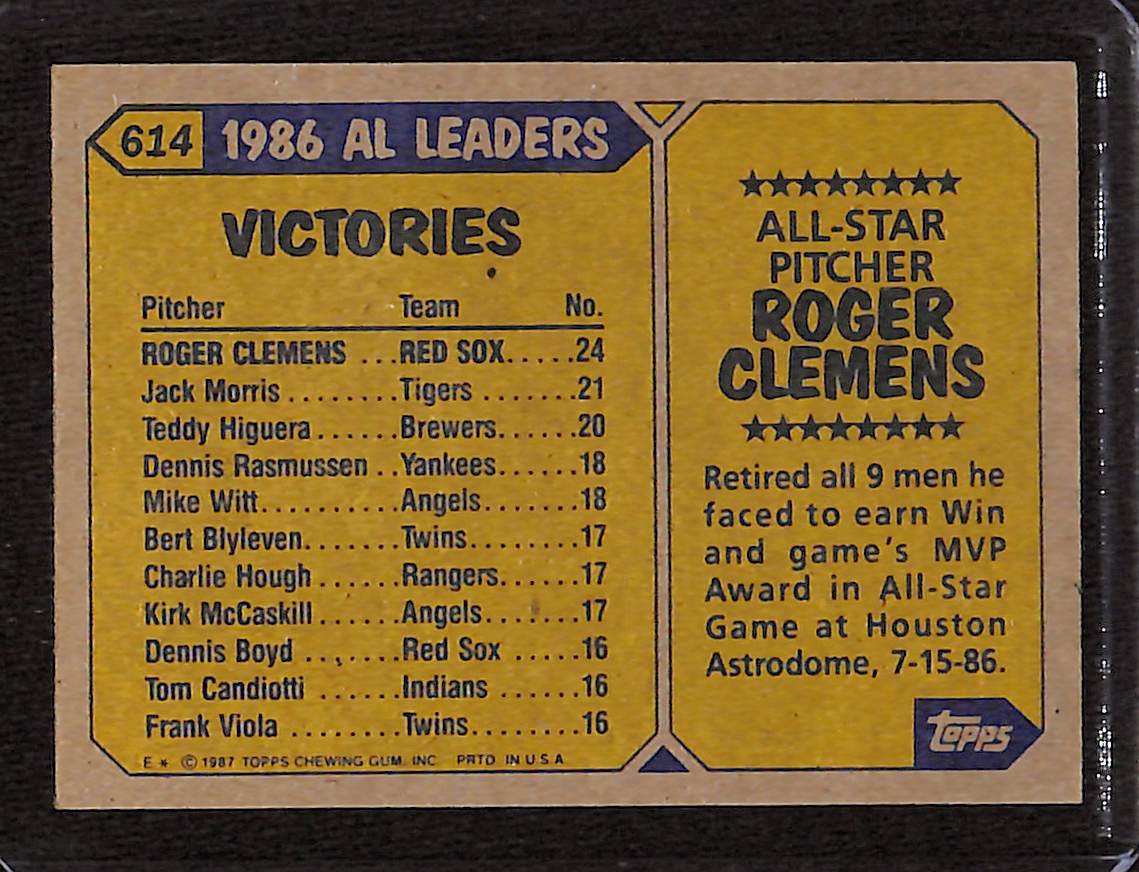 614 1986 AL LEADERS
VICTORIES
Pitcher Team No.
ROGER CLEMENS ...RED SOX.....24
Jack Morris ........Tigers .......21
Teddy Higuera......Brewers......20
Dennis Rasmussen ..Yankees......18
Mike Witt..........Angels.......18
Bert Blyleven.......Twins........17
Charlie Hough ......Rangers......17
Kirk McCaskill ......Angels.......17
Dennis Boyd ........Red Sox .....16
Tom Candiotti ......Indians ......16
Frank Viola ........Twins........16
E * © 1987 TOPPS CHEWING GUM, INC PRTD IN U.S.A
★★★★★★★★
ALL-STAR
PITCHER
ROGER
CLEMENS
★★★★★★★★
Retired all 9 men he
faced to earn Win
and game's MVP
Award in All-Star
Game at Houston
Astrodome, 7-15-86.
topps